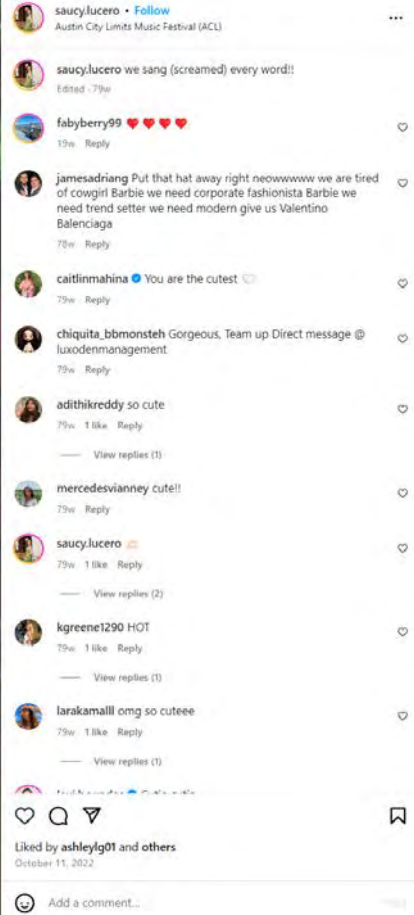 saucy.lucero • Follow
Austin City Limits Music Festival (ACL)
saucy.lucero we sang (screamed) every word!!
Edited · 79w
fabyberry99 ❤️❤️❤️❤️
19w Reply
jamesadriang Put that hat away right neowwwww we are tired
of cowgirl Barbie we need corporate fashionista Barbie we
need trend setter we need modern give us Valentino
Balenciaga
78w Reply
caitlinmahina You are the cutest 🤍
79w Reply
chiquita_bbmonsteh Gorgeous, Team up Direct message @
luxodenmanagement
79w Reply
adithikreddy so cute
79w 1 like Reply
View replies (1)
mercedesvianney cute!!
79w Reply
saucy.lucero 🫶🏻
79w 1 like Reply
View replies (2)
kgreene1290 HOT
79w 1 like Reply
View replies (1)
larakamalll omg so cuteee
79w 1 like Reply
View replies (1)
Liked by ashleylg01 and others
October 11, 2022
Add a comment...